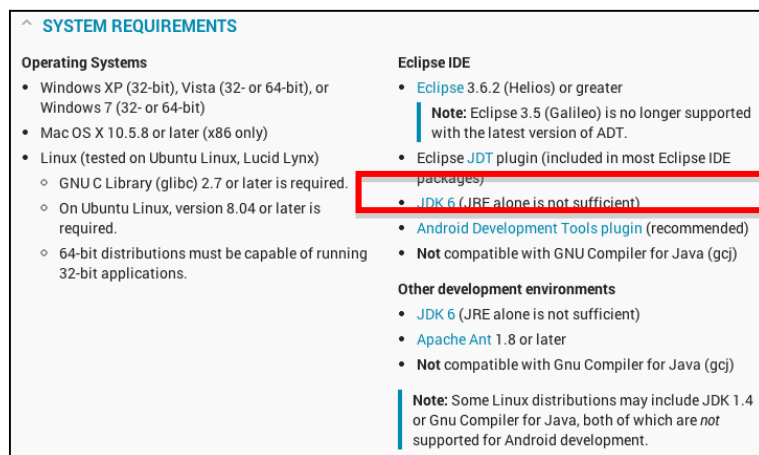 SYSTEM REQUIREMENTS
Operating Systems
• Windows XP (32-bit), Vista (32- or 64-bit), or
Windows 7 (32- or 64-bit)
• Mac OS X 10.5.8 or later (x86 only)
• Linux (tested on Ubuntu Linux, Lucid Lynx)
○ GNU C Library (glibc) 2.7 or later is required.
○ On Ubuntu Linux, version 8.04 or later is
required.
○ 64-bit distributions must be capable of running
32-bit applications.
Eclipse IDE
• Eclipse 3.6.2 (Helios) or greater
Note: Eclipse 3.5 (Galileo) is no longer supported
with the latest version of ADT.
• Eclipse JDT plugin (included in most Eclipse IDE
packages)
• JDK 6 (JRE alone is not sufficient)
• Android Development Tools plugin (recommended)
• Not compatible with GNU Compiler for Java (gcj)
Other development environments
• JDK 6 (JRE alone is not sufficient)
• Apache Ant 1.8 or later
• Not compatible with Gnu Compiler for Java (gcj)
Note: Some Linux distributions may include JDK 1.4
or Gnu Compiler for Java, both of which are not
supported for Android development.